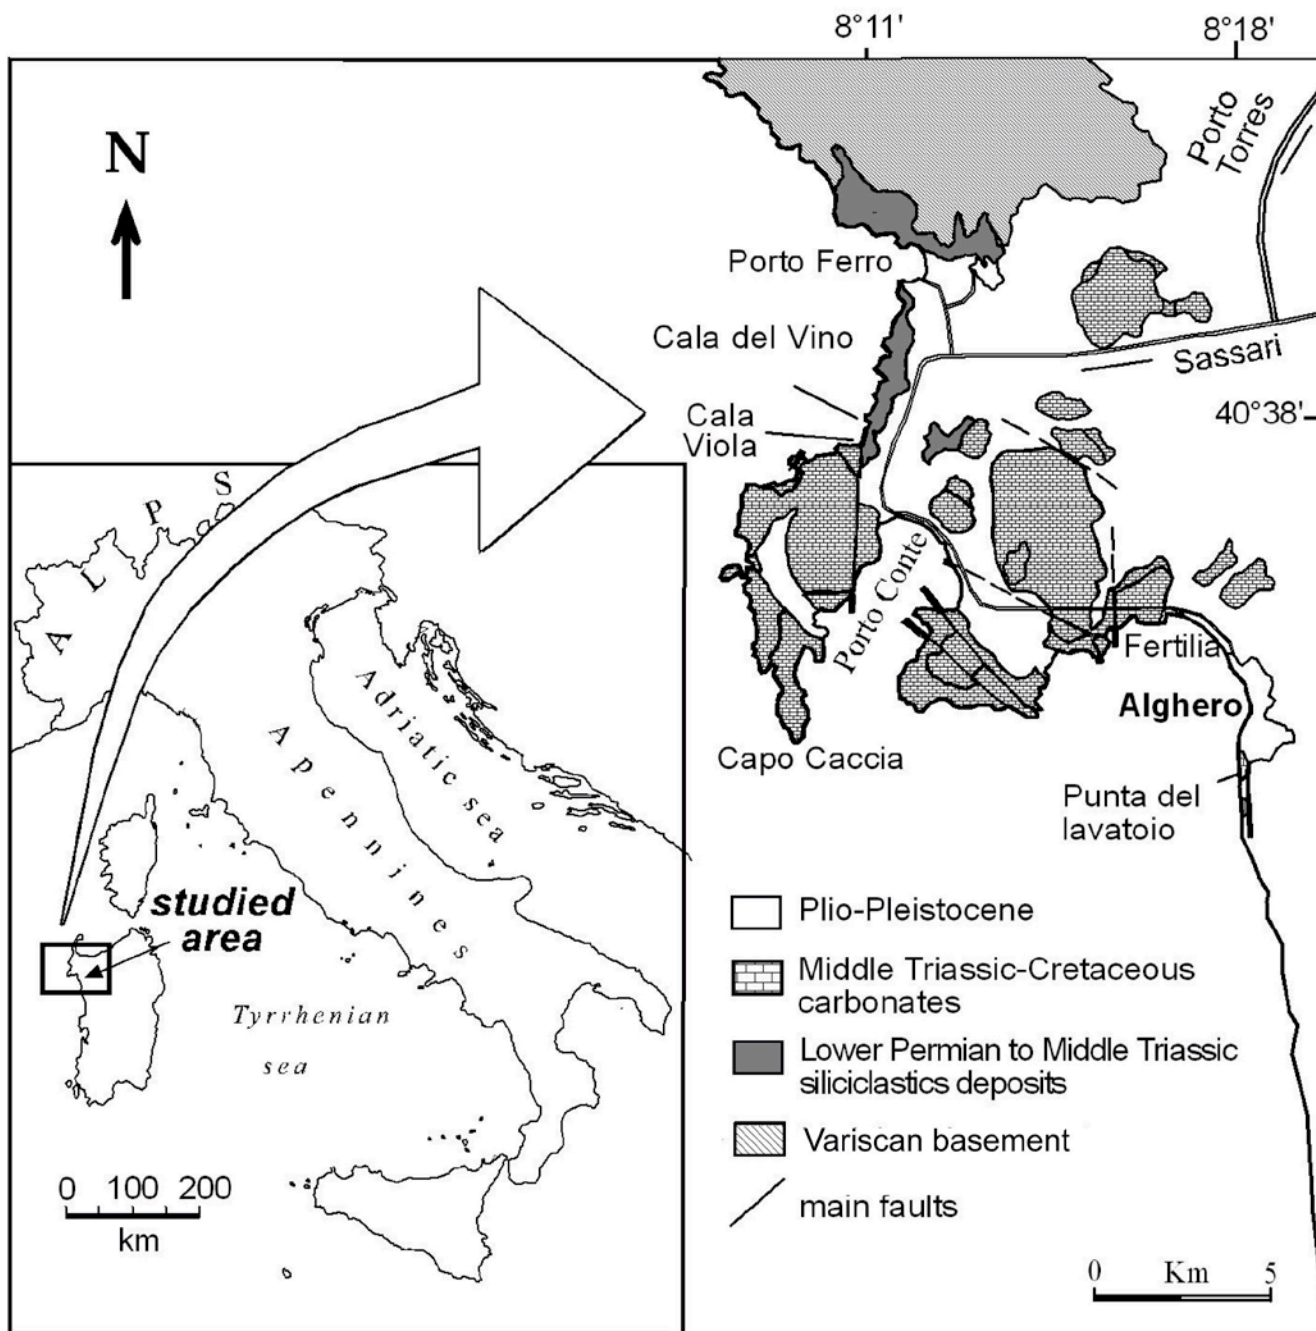 8°11' 8°18'
N
Porto
Torres
Porto Ferro
Cala del Vino
Sassari
Cala
Viola
40°38'
Porto Conte
Fertilia
Alghero
Capo Caccia
Punta del
lavatoio
ALPS
Adriatic sea
Apennines
studied
area
Tyrrhenian
sea
0 100 200
km
Plio-Pleistocene
Middle Triassic-Cretaceous
carbonates
Lower Permian to Middle Triassic
siliciclastics deposits
Variscan basement
main faults
0 Km 5